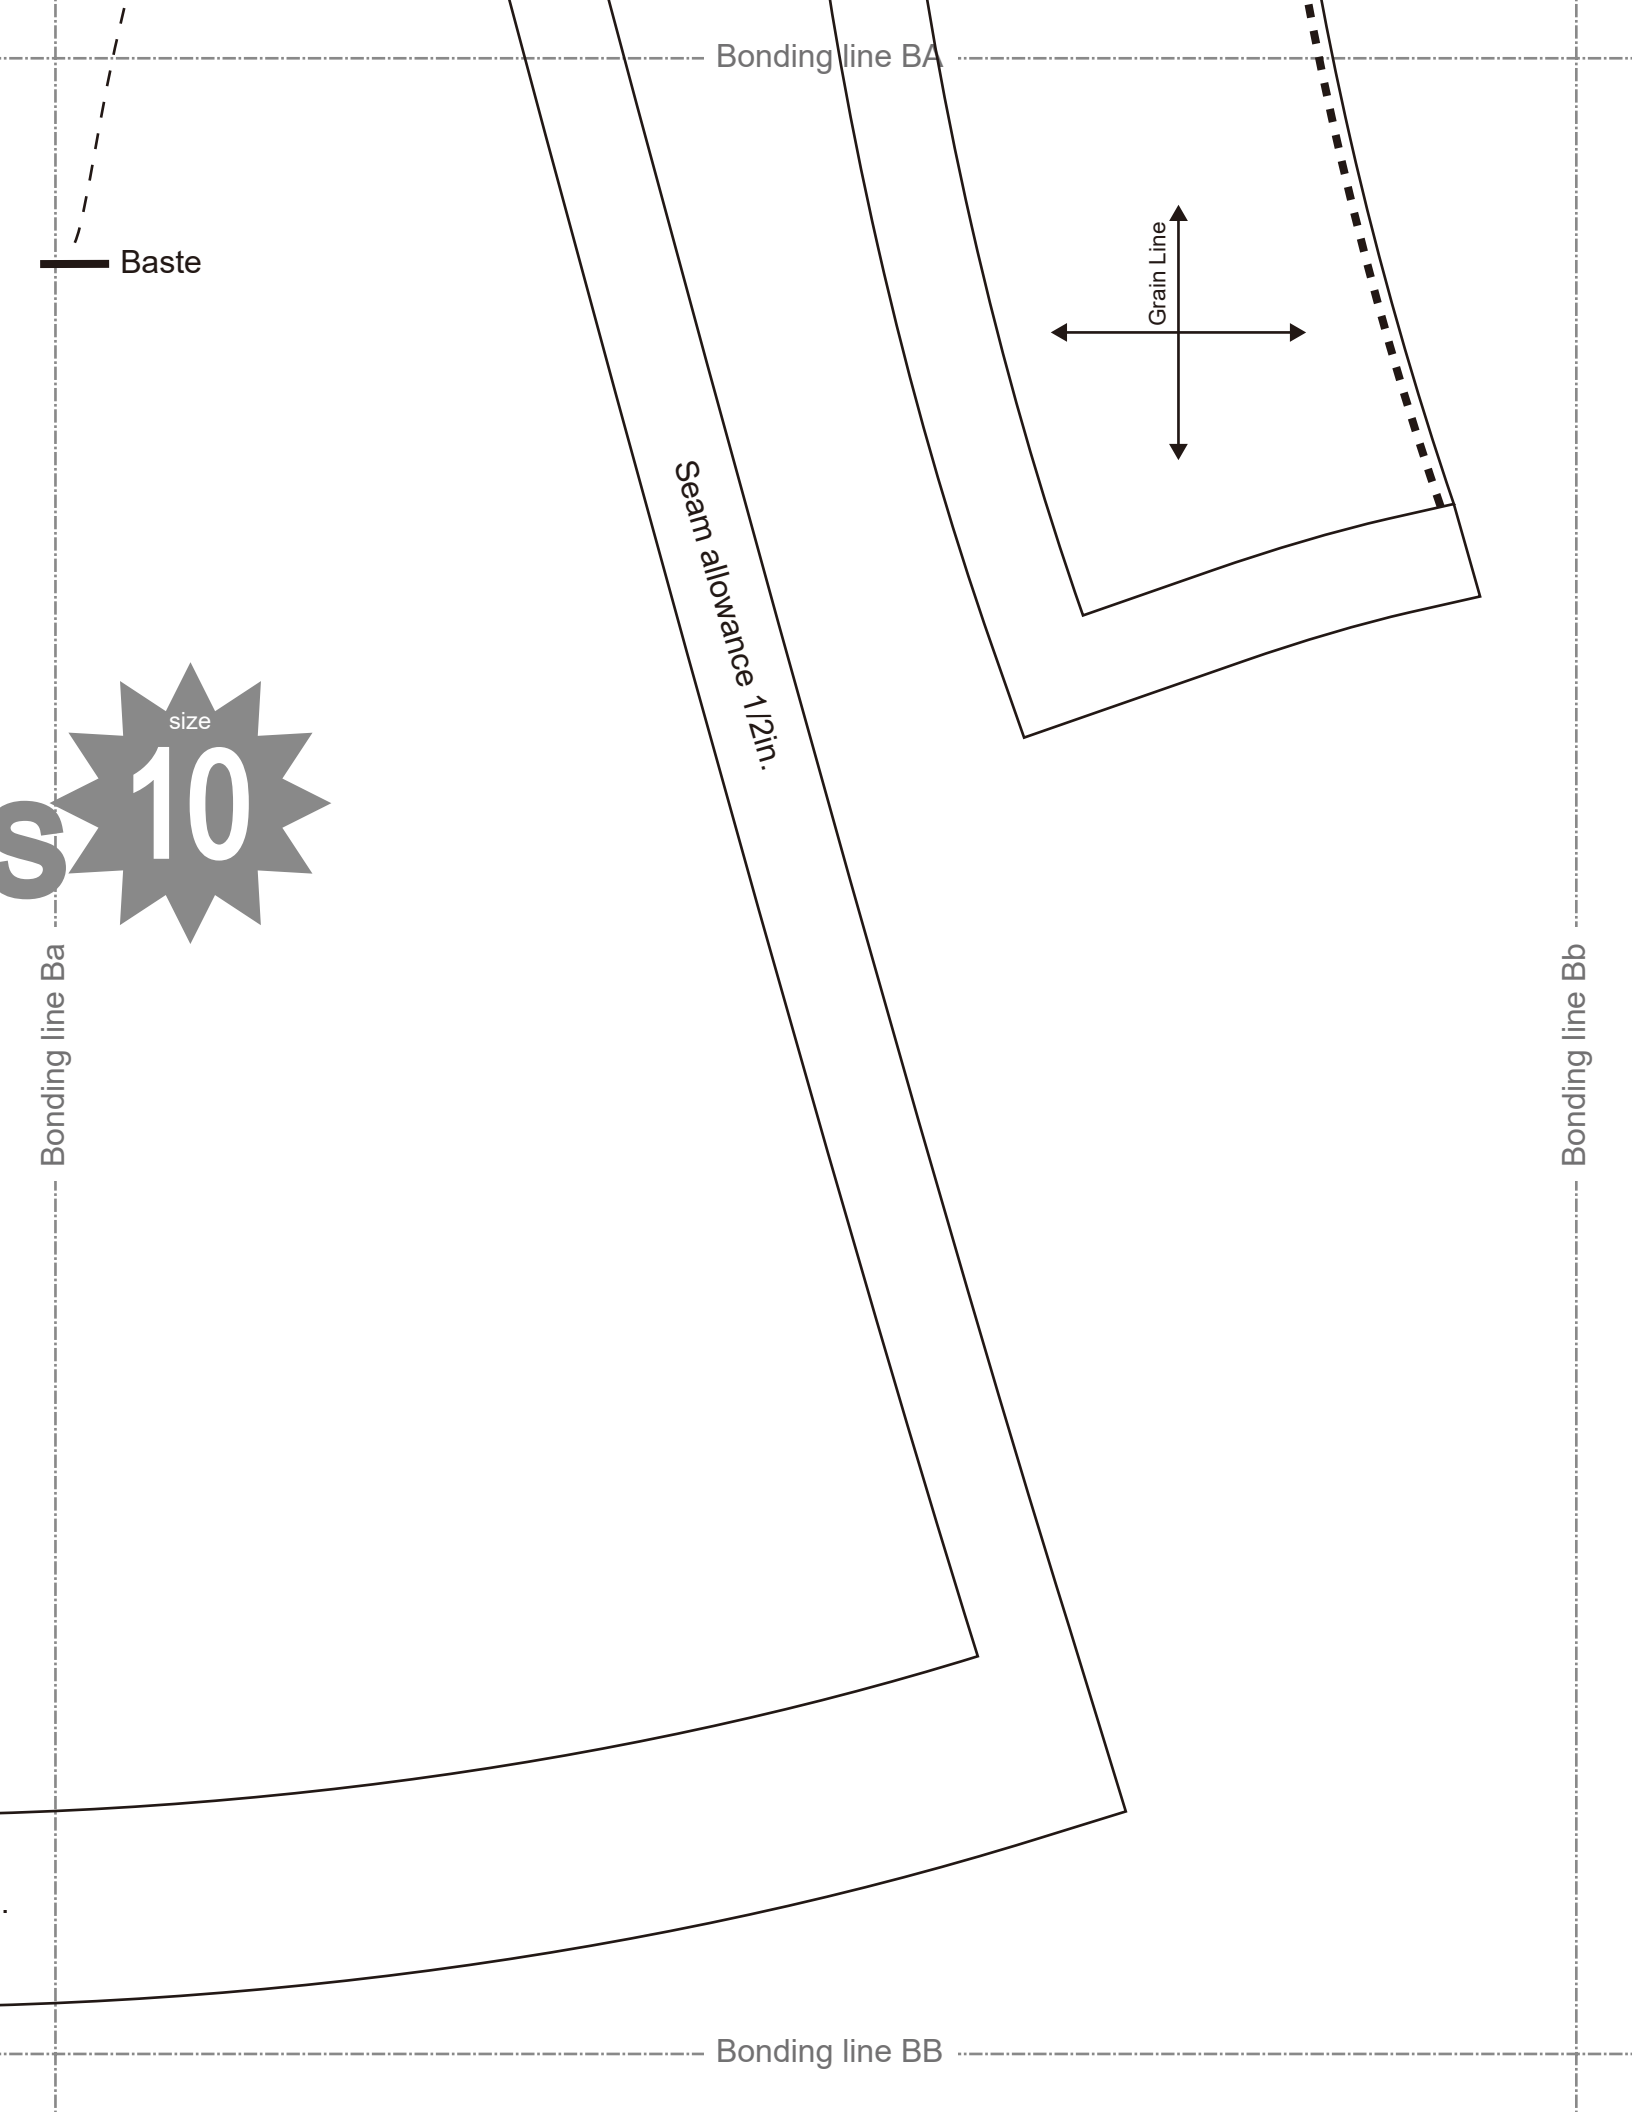 Bonding line BA
Grain Line
Baste
Seam allowance 1/2in.
size
10
s
Bonding line Ba
Bonding line Bb
.
Bonding line BB